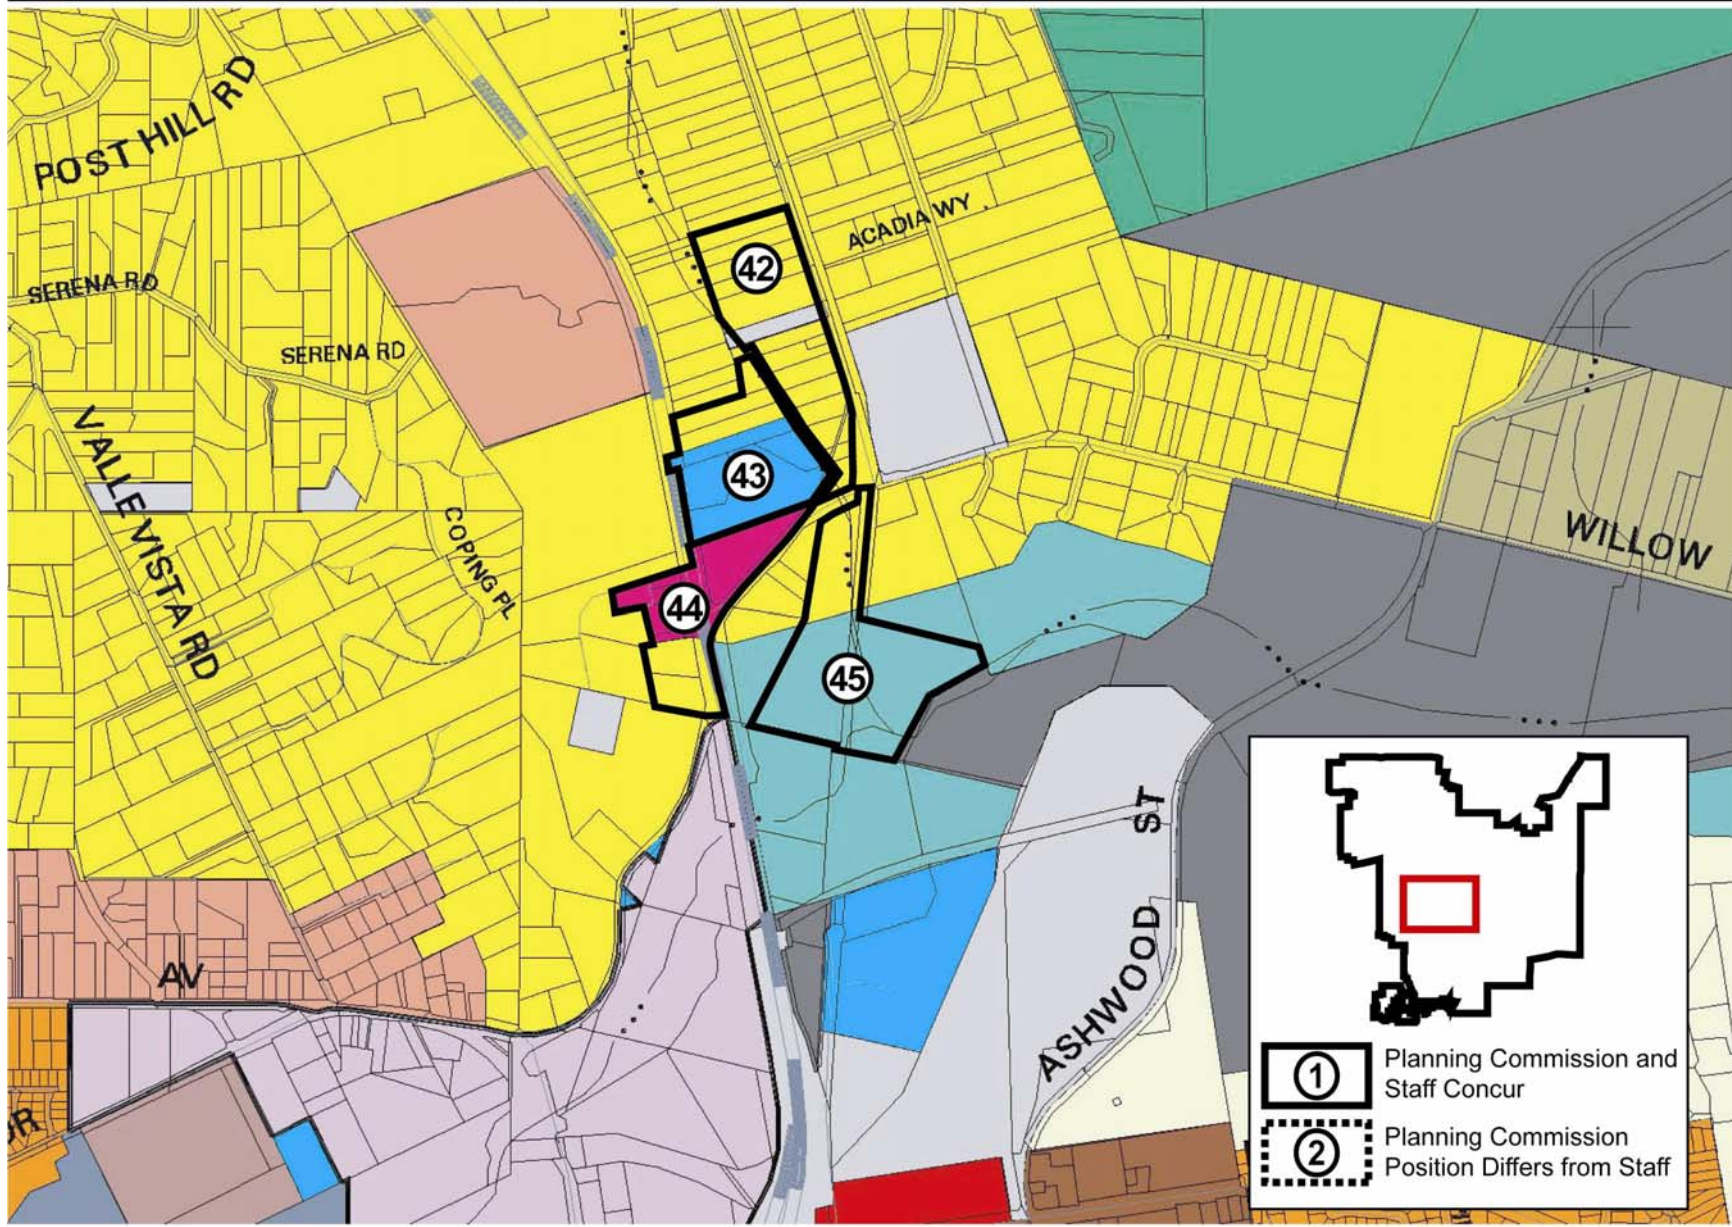 POST HILL RD
ACADIA WY
42
SERENA RD
SERENA RD
VALLE VISTA RD
43
COPING PL
WILLOW
44
45
ST
ASHWOOD
AV
DR
1
Planning Commission and
Staff Concur
2
Planning Commission
Position Differs from Staff